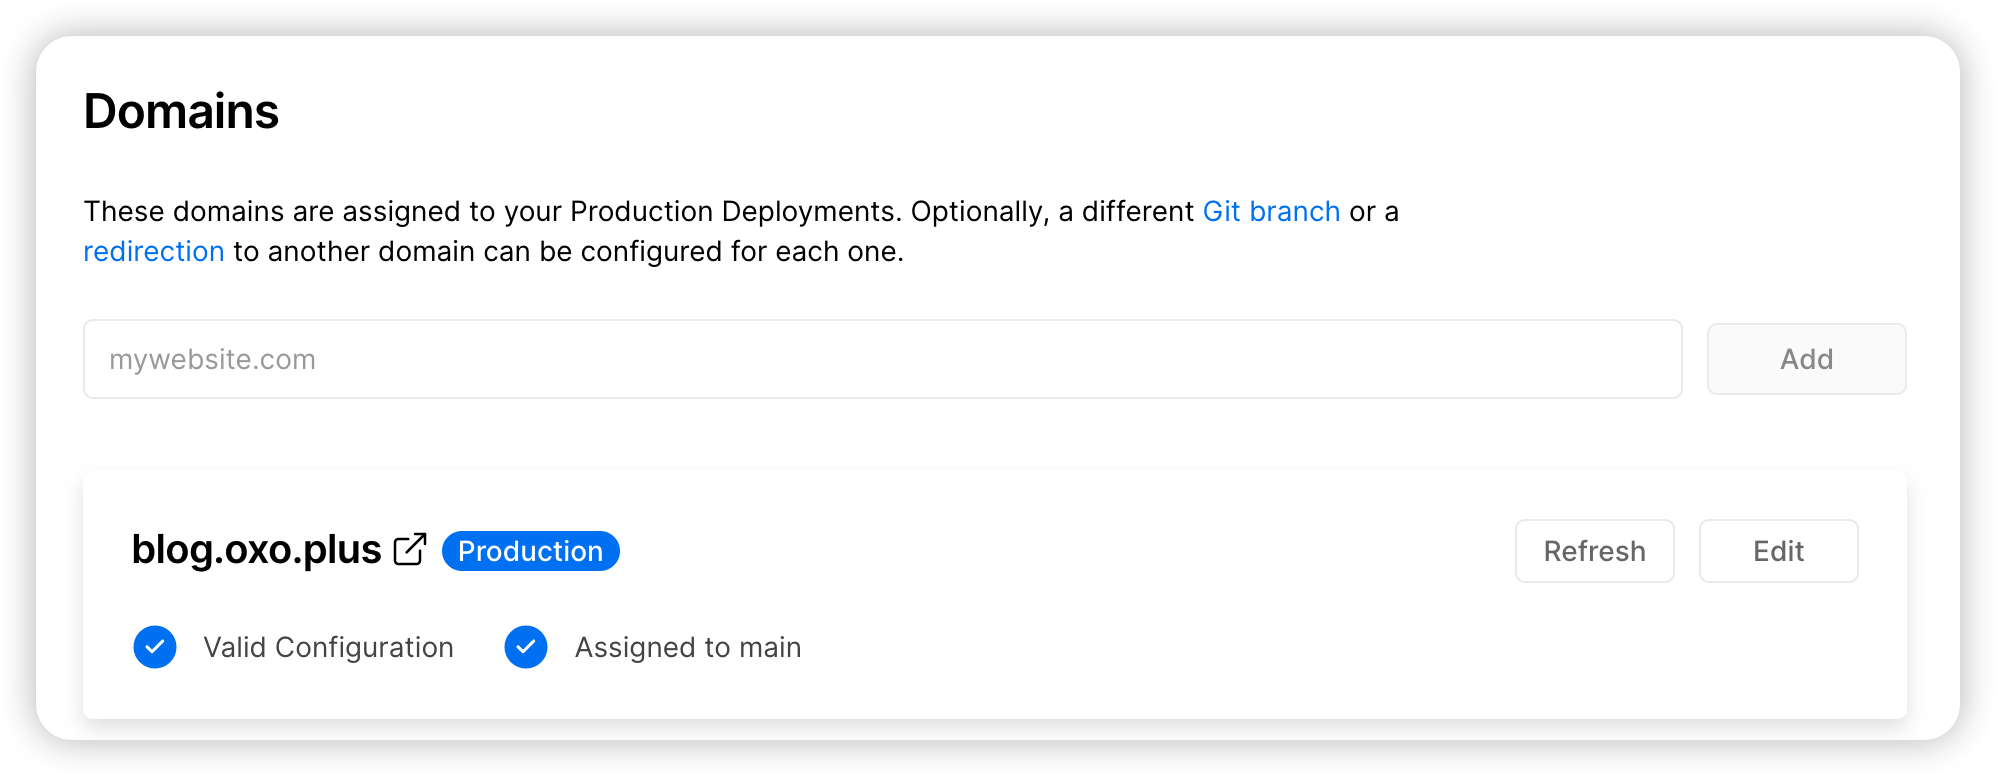 Domains
These domains are assigned to your Production Deployments. Optionally, a different Git branch or a
redirection to another domain can be configured for each one.
mywebsite.com
Add
blog.oxo.plus Production
Refresh
Edit
Valid Configuration
Assigned to main